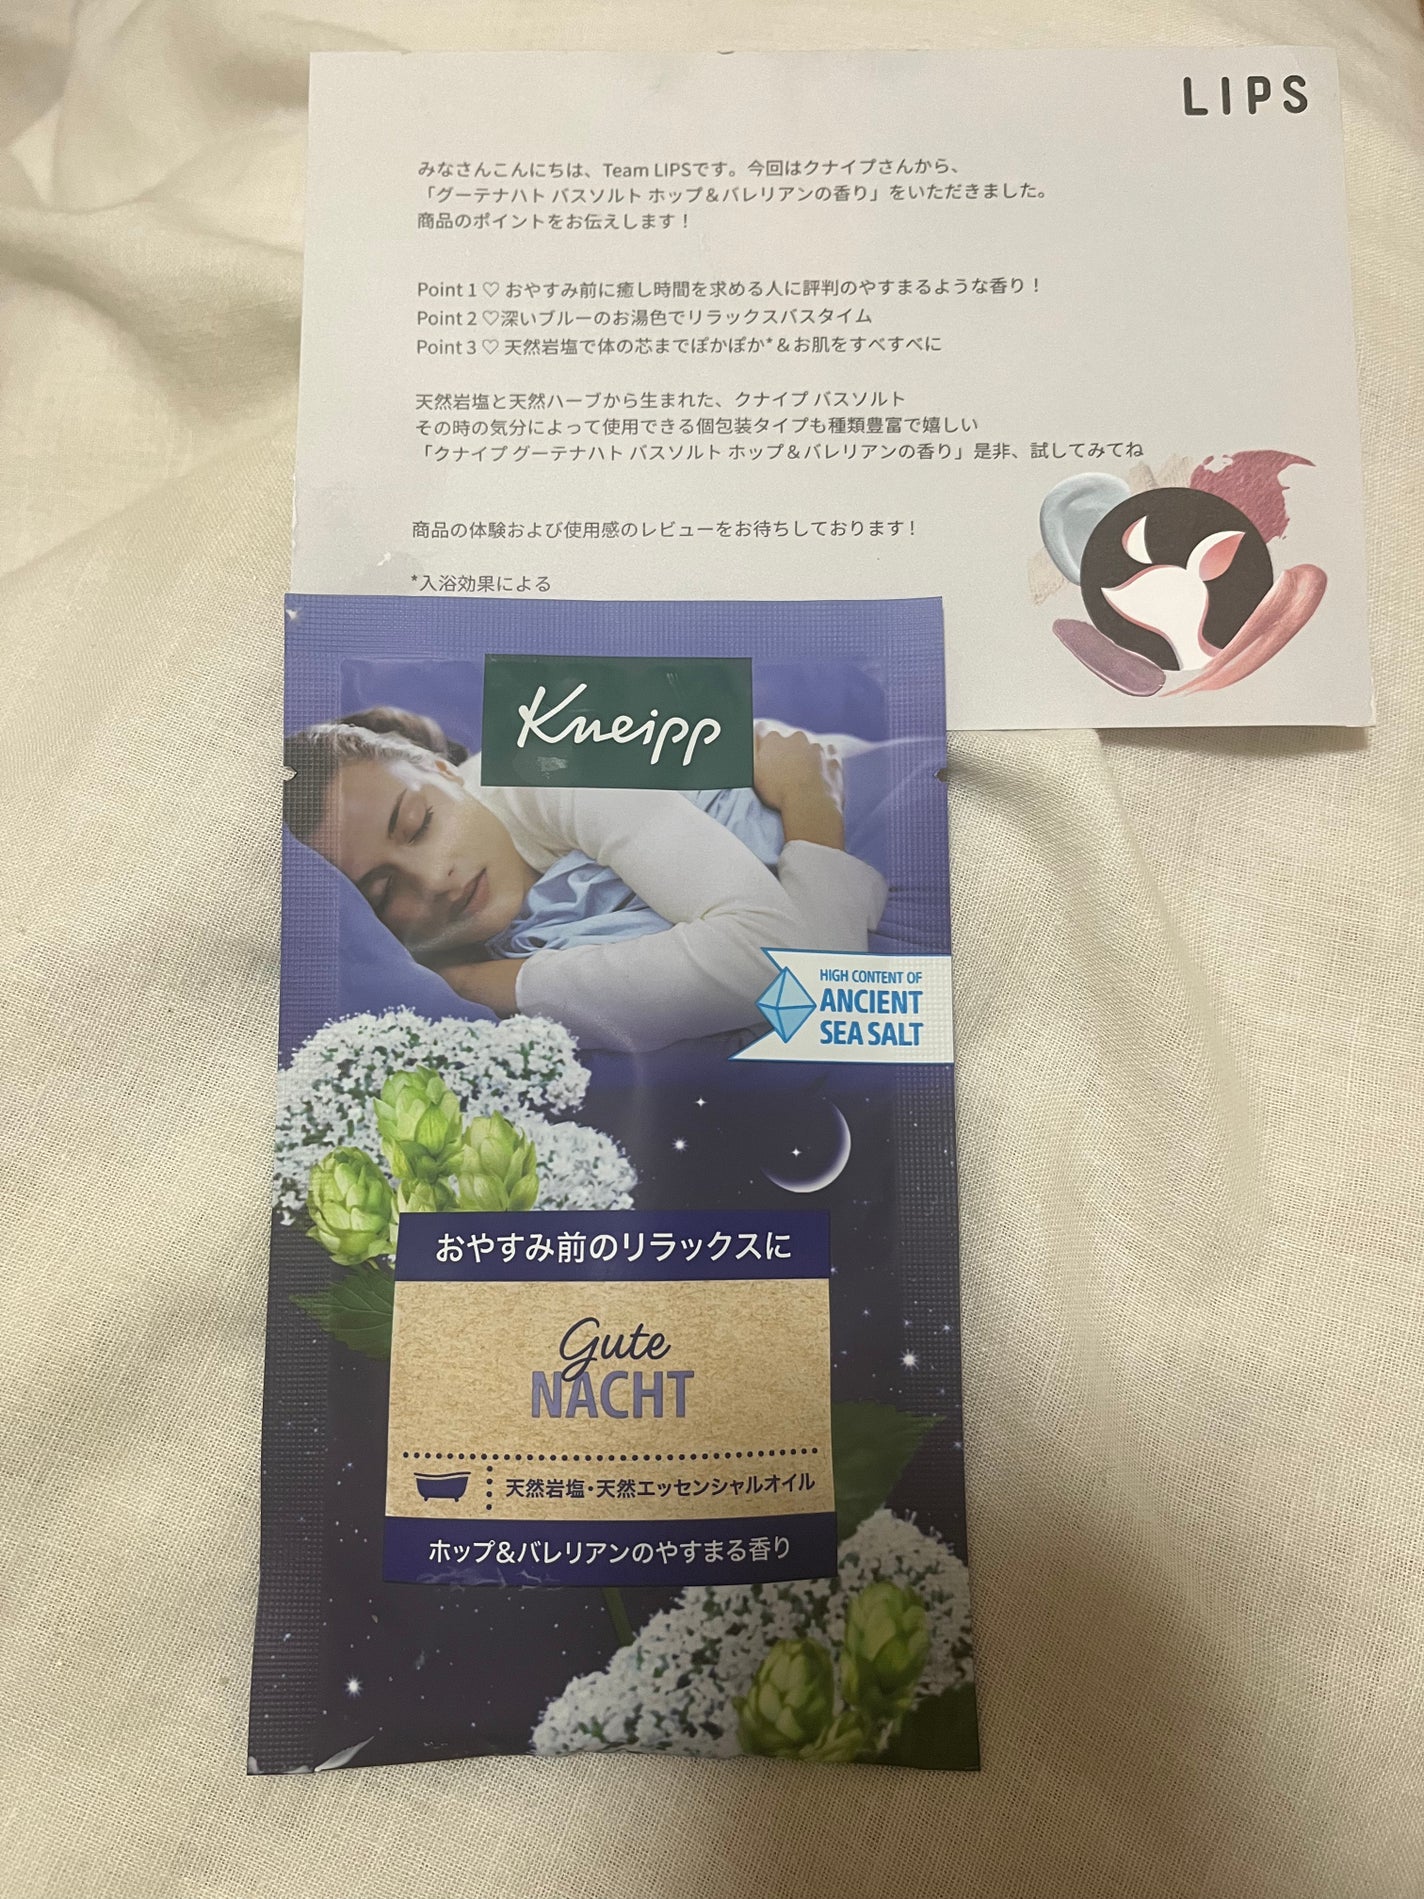 LIPS
みなさんこんにちは、Team LIPSです。今回はクナイプさんから、
「グーテナハト バスソルト ホップ＆バレリアンの香り」をいただきました。
商品のポイントをお伝えします！
Point 1 ♡ おやすみ前に癒し時間を求める人に評判のやすまるような香り！
Point 2 ♡深いブルーのお湯色でリラックスバスタイム
Point 3 ♡ 天然岩塩で体の芯までぽかぽか*＆お肌をすべすべに
天然岩塩と天然ハーブから生まれた、クナイプ バスソルト
その時の気分によって使用できる個包装タイプも種類豊富で嬉しい
「クナイプ グーテナハト バスソルト ホップ＆バレリアンの香り」是非、試してみてね
商品の体験および使用感のレビューをお待ちしております！
*入浴効果による
Kneipp
HIGH CONTENT OF
ANCIENT
SEA SALT
おやすみ前のリラックスに
Gute
NACHT
天然岩塩・天然エッセンシャルオイル
ホップ&バレリアンのやすまる香り